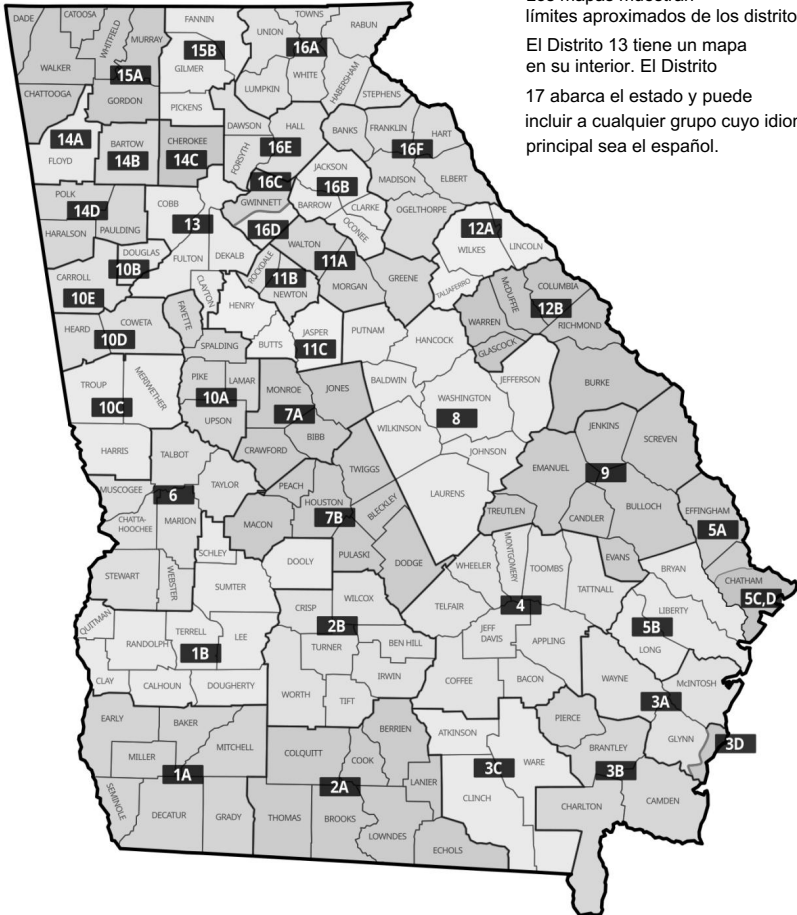 Los mapas muestran
límites aproximados de los distrito
El Distrito 13 tiene un mapa
en su interior. El Distrito
17 abarca el estado y puede
incluir a cualquier grupo cuyo idiom
principal sea el español.
DADE
CATOOSA
WHITFIELD
MURRAY
FANNIN
UNION
TOWNS
RABUN
15B
16A
WALKER
15A
GILMER
WHITE
HABERSHAM
CHATTOOGA
GORDON
LUMPKIN
STEPHENS
PICKENS
DAWSON
HALL
BANKS
FRANKLIN
HART
14A
BARTOW
CHEROKEE
16E
16F
FLOYD
14B
14C
FORSYTH
JACKSON
MADISON
ELBERT
16C
16B
POLK
COBB
GWINNETT
BARROW
CLARKE
OGELTHORPE
14D
13
16D
OCONEE
12A
HARALSON
PAULDING
WALTON
WILKES
LINCOLN
DOUGLAS
FULTON
DEKALB
ROCKDALE
11A
10B
11B
CARROLL
CLAYTON
NEWTON
MORGAN
GREENE
TALIAFERRO
McDUFFIE
COLUMBIA
10E
HENRY
12B
FAYETTE
JASPER
PUTNAM
HANCOCK
WARREN
RICHMOND
HEARD
COWETA
10D
SPALDING
BUTTS
11C
GLASCOCK
TROUP
MERIWETHER
PIKE
LAMAR
MONROE
JONES
BALDWIN
JEFFERSON
BURKE
10C
10A
7A
WASHINGTON
UPSON
8
JENKINS
HARRIS
TALBOT
BIBB
WILKINSON
SCREVEN
CRAWFORD
JOHNSON
TWIGGS
EMANUEL
9
MUSCOGEE
TAYLOR
PEACH
LAURENS
6
HOUSTON
BLECKLEY
TREUTLEN
CANDLER
BULLOCH
EFFINGHAM
CHATTA-
HOOCHEE
MARION
MACON
7B
5A
SCHLEY
DOOLY
PULASKI
DODGE
MONTGOMERY
EVANS
STEWART
WEBSTER
SUMTER
WHEELER
TOOMBS
BRYAN
CHATHAM
CRISP
WILCOX
TATTNALL
5C,D
QUITMAN
TELFAIR
4
LIBERTY
TERRELL
LEE
2B
JEFF
DAVIS
5B
RANDOLPH
1B
TURNER
BEN HILL
APPLING
LONG
CLAY
CALHOUN
DOUGHERTY
WORTH
TIFT
IRWIN
COFFEE
BACON
WAYNE
McINTOSH
3A
EARLY
BAKER
BERRIEN
PIERCE
MITCHELL
COLQUITT
COOK
ATKINSON
GLYNN
MILLER
WARE
BRANTLEY
3D
1A
2A
LANIER
3C
3B
SEMINOLE
DECATUR
GRADY
THOMAS
BROOKS
LOWNDES
CLINCH
CHARLTON
CAMDEN
ECHOLS